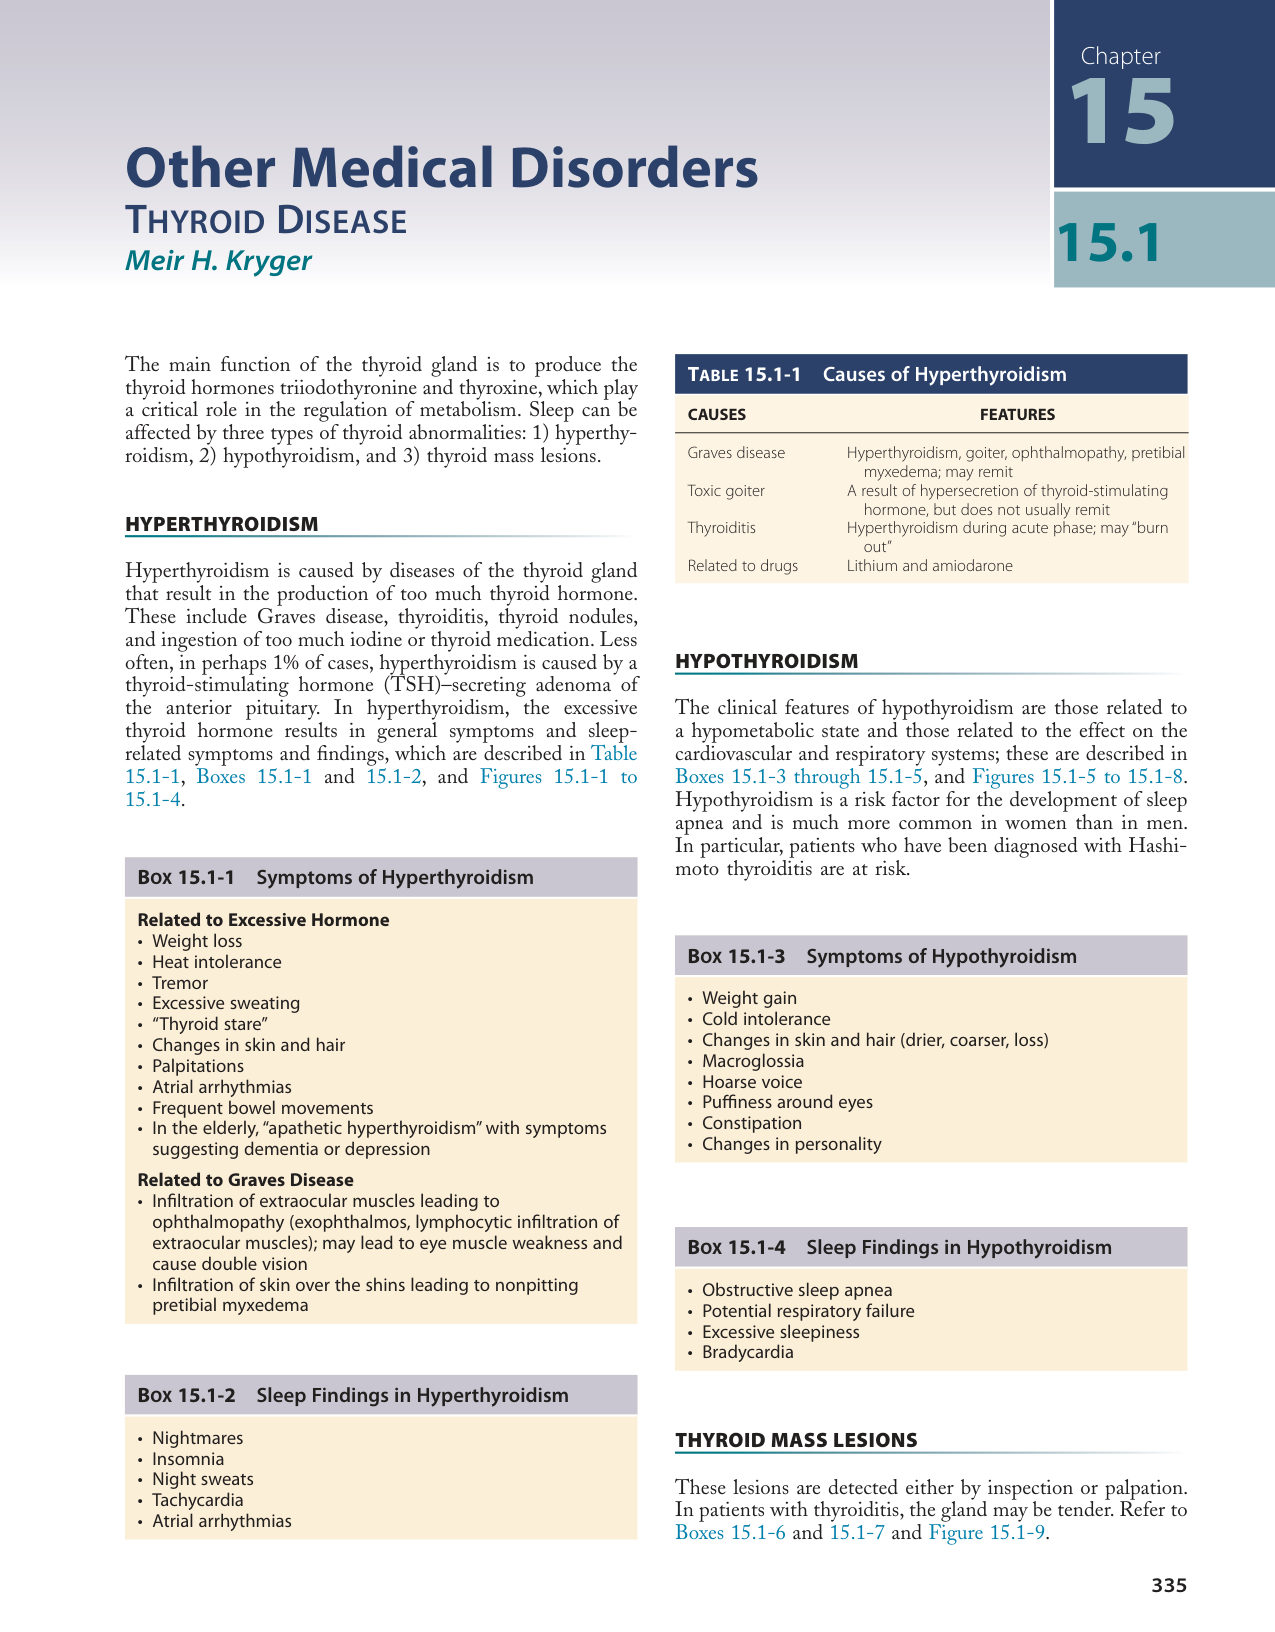 Chapter
15
Other Medical Disorders
THYROID DISEASE
Meir H. Kryger
15.1
The main function of the thyroid gland is to produce the
thyroid hormones triiodothyronine and thyroxine, which play
a critical role in the regulation of metabolism. Sleep can be
affected by three types of thyroid abnormalities: 1) hyperthy-
roidism, 2) hypothyroidism, and 3) thyroid mass lesions.
HYPERTHYROIDISM
Hyperthyroidism is caused by diseases of the thyroid gland
that result in the production of too much thyroid hormone.
These include Graves disease, thyroiditis, thyroid nodules,
and ingestion of too much iodine or thyroid medication. Less
often, in perhaps 1% of cases, hyperthyroidism is caused by a
thyroid-stimulating hormone (TSH)–secreting adenoma of
the anterior pituitary. In hyperthyroidism, the excessive
thyroid hormone results in general symptoms and sleep-
related symptoms and findings, which are described in Table
15.1-1, Boxes 15.1-1 and 15.1-2, and Figures 15.1-1 to
15.1-4.
BOX 15.1-1 Symptoms of Hyperthyroidism
Related to Excessive Hormone
• Weight loss
• Heat intolerance
• Tremor
• Excessive sweating
• “Thyroid stare”
• Changes in skin and hair
• Palpitations
• Atrial arrhythmias
• Frequent bowel movements
• In the elderly, “apathetic hyperthyroidism” with symptoms
suggesting dementia or depression
Related to Graves Disease
• Infiltration of extraocular muscles leading to
ophthalmopathy (exophthalmos, lymphocytic infiltration of
extraocular muscles); may lead to eye muscle weakness and
cause double vision
• Infiltration of skin over the shins leading to nonpitting
pretibial myxedema
BOX 15.1-2 Sleep Findings in Hyperthyroidism
• Nightmares
• Insomnia
• Night sweats
• Tachycardia
• Atrial arrhythmias
TABLE 15.1-1 Causes of Hyperthyroidism
CAUSES FEATURES
Graves disease Hyperthyroidism, goiter, ophthalmopathy, pretibial
myxedema; may remit
Toxic goiter A result of hypersecretion of thyroid-stimulating
hormone, but does not usually remit
Thyroiditis Hyperthyroidism during acute phase; may “burn
out”
Related to drugs Lithium and amiodarone
HYPOTHYROIDISM
The clinical features of hypothyroidism are those related to
a hypometabolic state and those related to the effect on the
cardiovascular and respiratory systems; these are described in
Boxes 15.1-3 through 15.1-5, and Figures 15.1-5 to 15.1-8.
Hypothyroidism is a risk factor for the development of sleep
apnea and is much more common in women than in men.
In particular, patients who have been diagnosed with Hashi-
moto thyroiditis are at risk.
BOX 15.1-3 Symptoms of Hypothyroidism
• Weight gain
• Cold intolerance
• Changes in skin and hair (drier, coarser, loss)
• Macroglossia
• Hoarse voice
• Puffiness around eyes
• Constipation
• Changes in personality
BOX 15.1-4 Sleep Findings in Hypothyroidism
• Obstructive sleep apnea
• Potential respiratory failure
• Excessive sleepiness
• Bradycardia
THYROID MASS LESIONS
These lesions are detected either by inspection or palpation.
In patients with thyroiditis, the gland may be tender. Refer to
Boxes 15.1-6 and 15.1-7 and Figure 15.1-9.
335